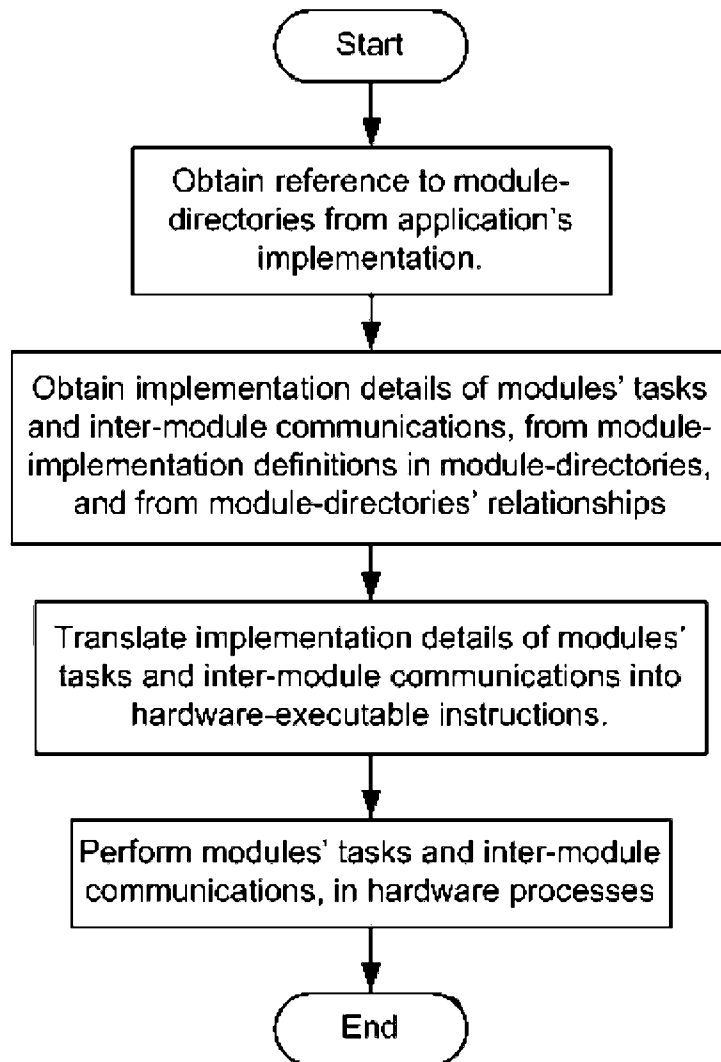 Start
Obtain reference to module-
directories from application's
implementation.
Obtain implementation details of modules' tasks
and inter-module communications, from module-
implementation definitions in module-directories,
and from module-directories' relationships
Translate implementation details of modules'
tasks and inter-module communications into
hardware-executable instructions.
Perform modules' tasks and inter-module
communications, in hardware processes
End